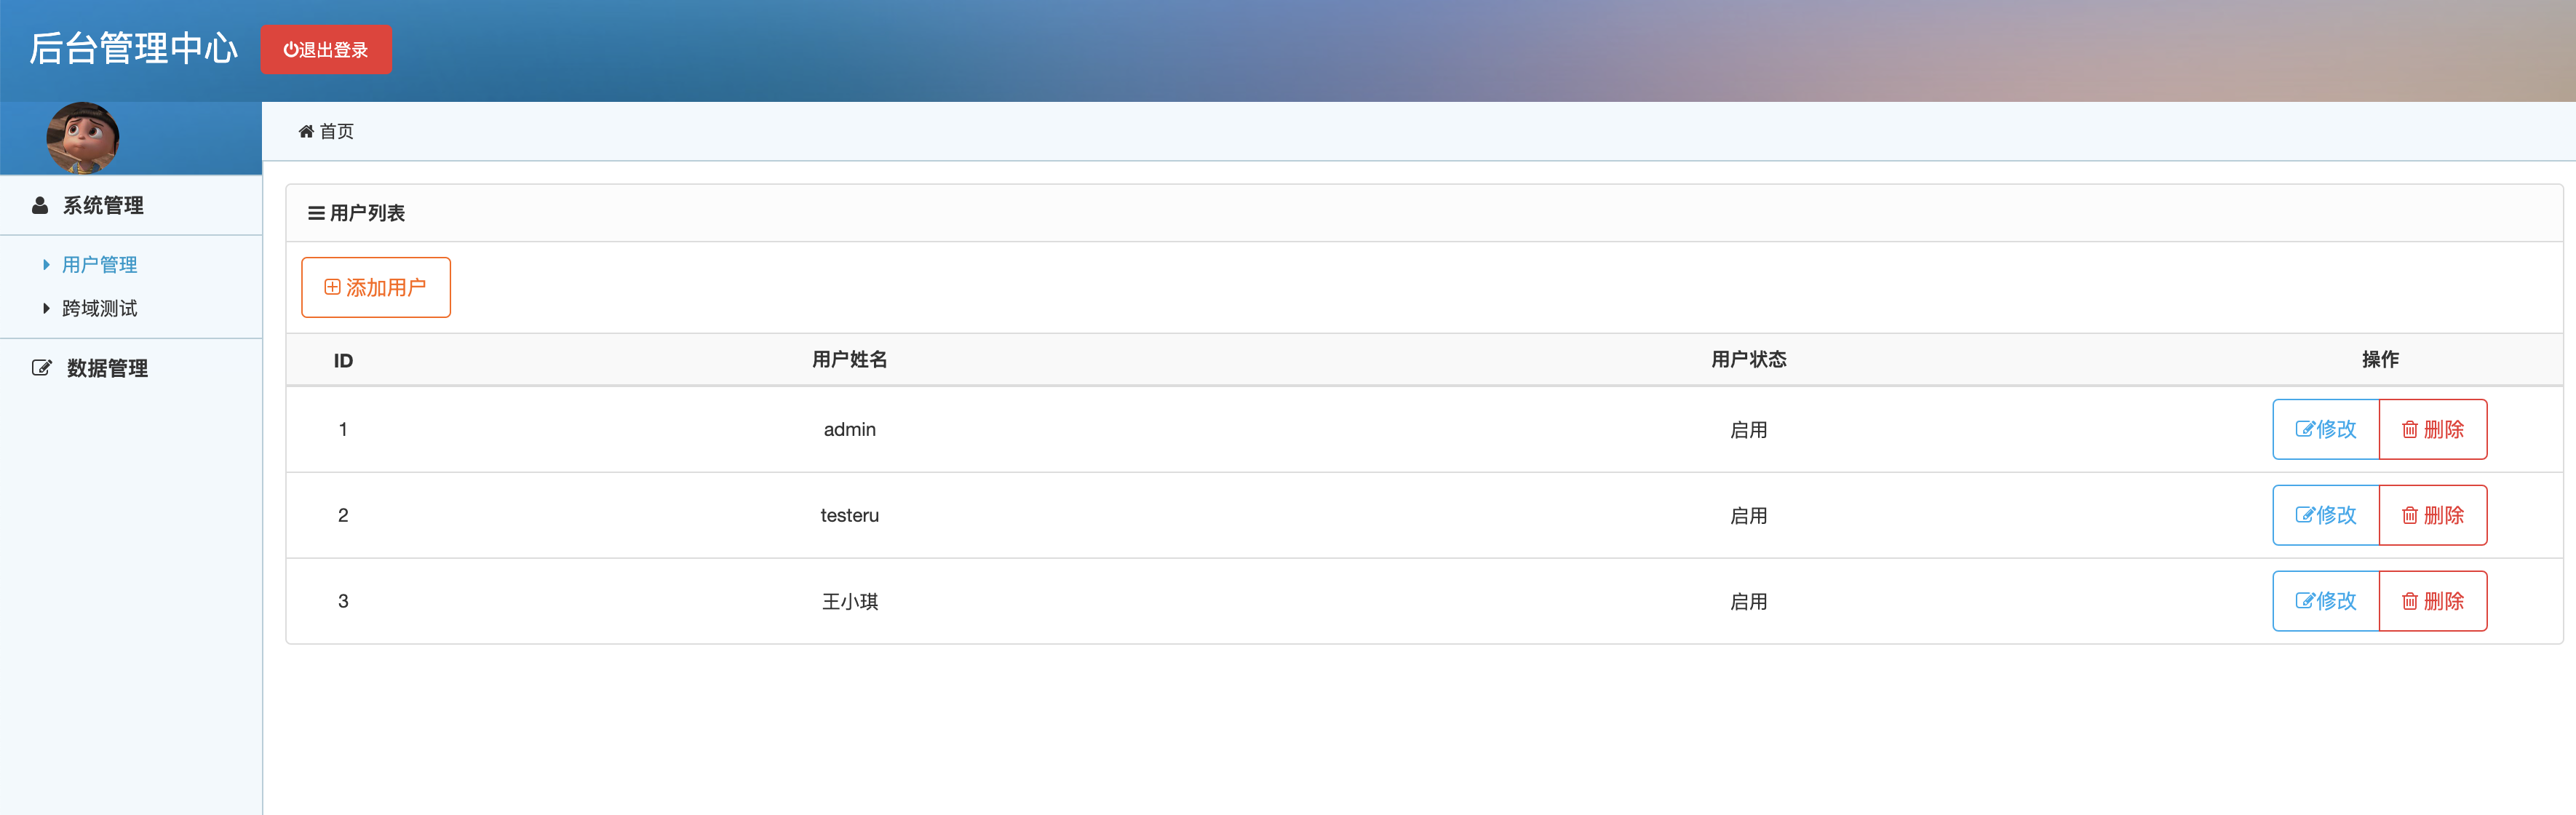 后台管理中心 退出登录
首页
系统管理
用户管理
跨域测试
数据管理
用户列表
添加用户
ID 用户姓名 用户状态 操作
1 admin 启用 修改 删除
2 testeru 启用 修改 删除
3 王小琪 启用 修改 删除